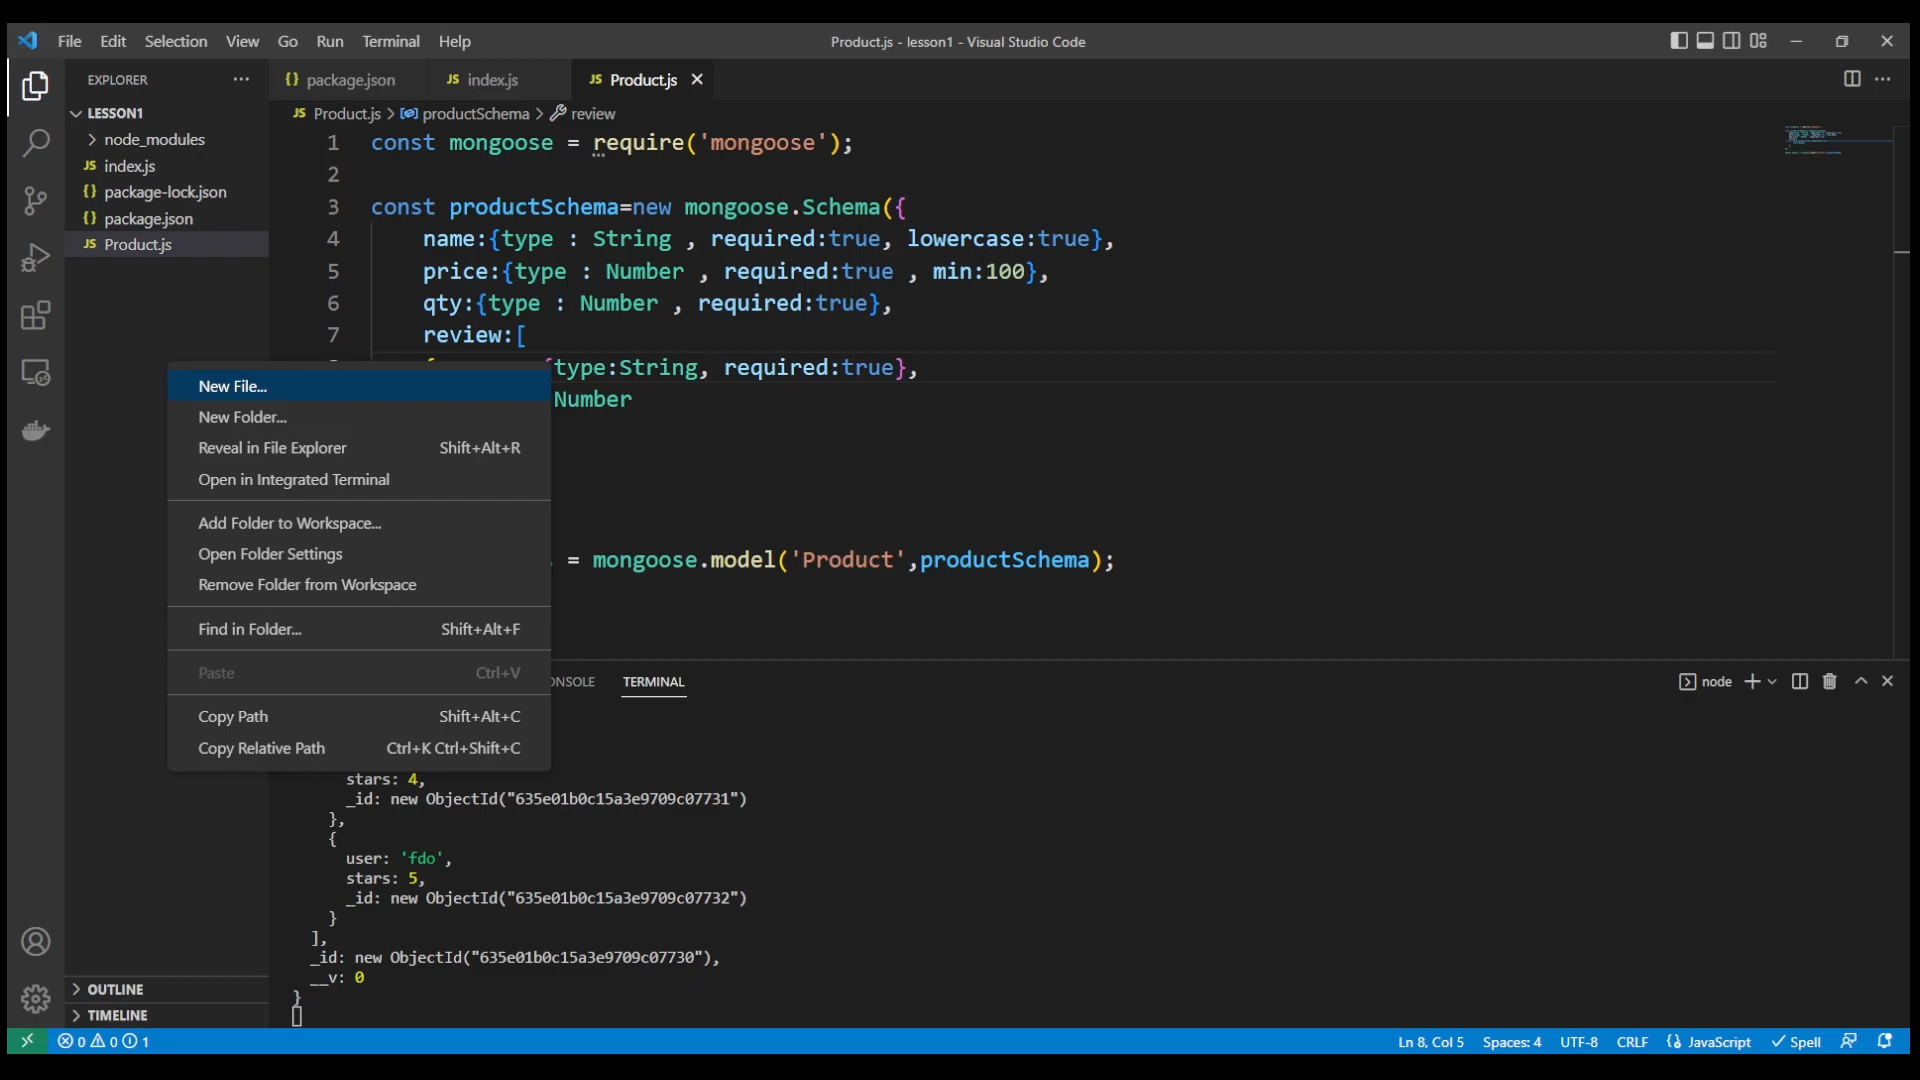 File Edit Selection View Go Run Terminal Help
Product.js - lesson1 - Visual Studio Code
EXPLORER
LESSON1
node_modules
JS index.js
{} package-lock.json
{} package.json
JS Product.js
OUTLINE
TIMELINE
{} package.json JS index.js JS Product.js
JS Product.js > productSchema > review
1 const mongoose = require('mongoose');
2
3 const productSchema=new mongoose.Schema({
4 name:{type : String , required:true, lowercase:true},
5 price:{type : Number , required:true , min:100},
6 qty:{type : Number , required:true},
7 review:[
{type:String, required:true},
Number
= mongoose.model('Product',productSchema);
New File...
New Folder...
Reveal in File Explorer Shift+Alt+R
Open in Integrated Terminal
Add Folder to Workspace...
Open Folder Settings
Remove Folder from Workspace
Find in Folder... Shift+Alt+F
Paste Ctrl+V
Copy Path Shift+Alt+C
Copy Relative Path Ctrl+K Ctrl+Shift+C
ONSOLE TERMINAL
node
stars: 4,
_id: new ObjectId("635e01b0c15a3e9709c07731")
},
{
user: 'fdo',
stars: 5,
_id: new ObjectId("635e01b0c15a3e9709c07732")
}
],
_id: new ObjectId("635e01b0c15a3e9709c07730"),
__v: 0
}
0 0 1
Ln 8, Col 5 Spaces: 4 UTF-8 CRLF {} JavaScript Spell